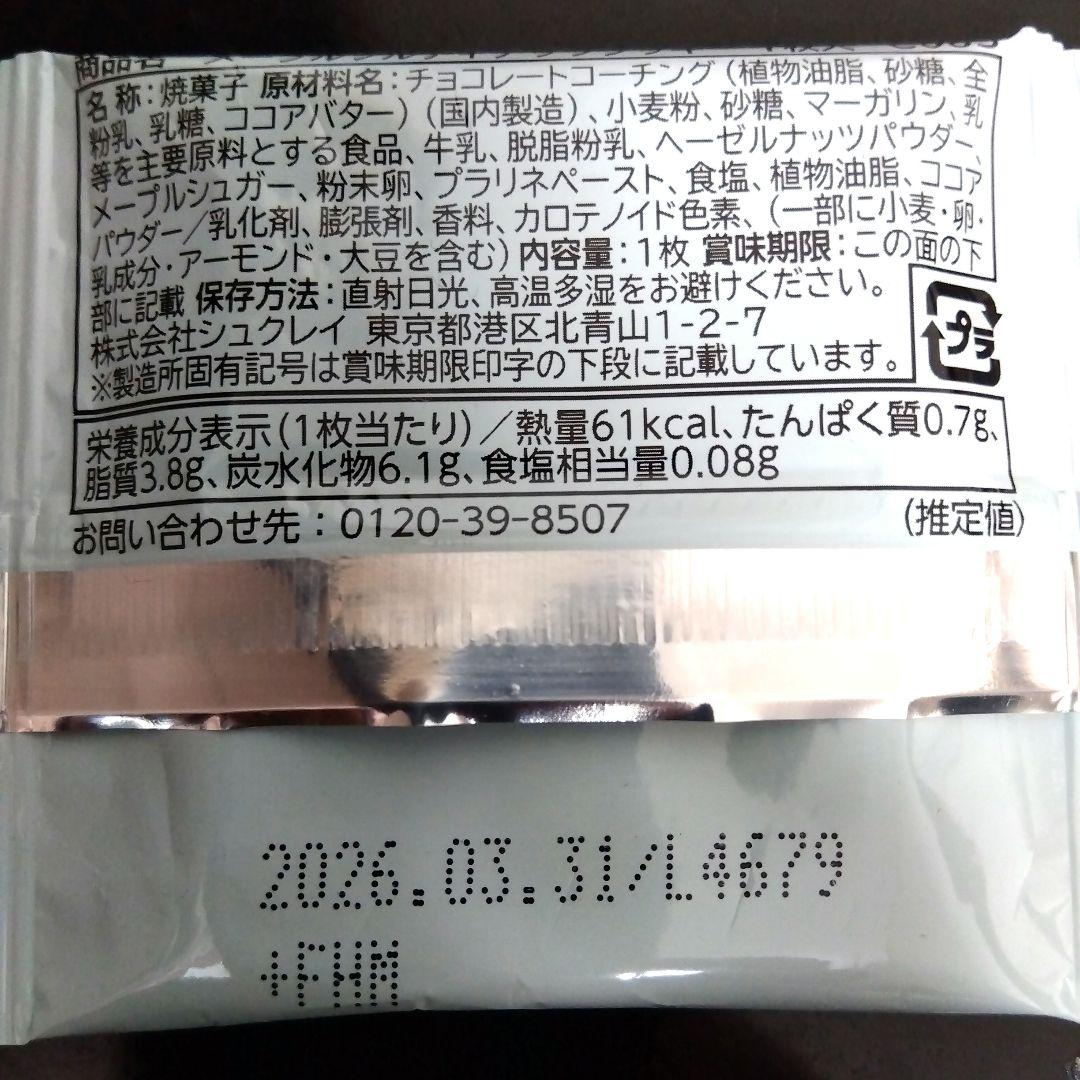 商品名
名 称：焼菓子 原材料名：チョコレートコーチング（植物油脂、砂糖、全
粉乳、乳糖、ココアバター）（国内製造）、小麦粉、砂糖、マーガリン、乳
等を主要原料とする食品、牛乳、脱脂粉乳、ヘーゼルナッツパウダー、
メープルシュガー、粉末卵、プラリネペースト、食塩、植物油脂、ココア
パウダー／乳化剤、膨張剤、香料、カロテノイド色素、（一部に小麦・卵・
乳成分・アーモンド・大豆を含む）内容量：1枚 賞味期限：この面の下
部に記載 保存方法：直射日光、高温多湿をお避けください。
株式会社シュクレイ 東京都港区北青山1-2-7
※製造所固有記号は賞味期限印字の下段に記載しています。
プラ
栄養成分表示（1枚当たり）／熱量61kcal、たんぱく質0.7g、
脂質3.8g、炭水化物6.1g、食塩相当量0.08g
お問い合わせ先：0120-39-8507 （推定値）
2026.03.31/L4679
+FHM